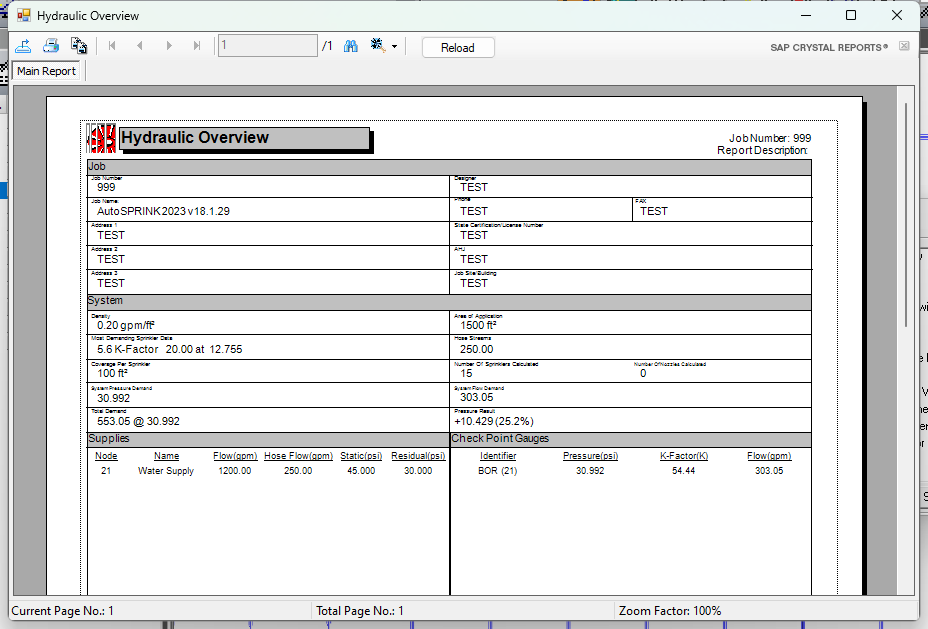 Hydraulic Overview
1 /1 Reload SAP CRYSTAL REPORTS®
Main Report
Hydraulic Overview
Job Number: 999
Report Description:
Job
Job Number Designer
999 TEST
Job Name: Phone FAX
AutoSPRINK 2023 v18.1.29 TEST TEST
Address 1 State Certification/License Number
TEST TEST
Address 2 AHJ
TEST TEST
Address 3 Job Site/Building
TEST TEST
System
Density Area of Application
0.20 gpm/ft² 1500 ft²
Most Demanding Sprinkler Data Hose Streams
5.6 K-Factor 20.00 at 12.755 250.00
Coverage Per Sprinkler Number Of Sprinklers Calculated Number Of Nozzles Calculated
100 ft² 15 0
System Pressure Demand System Flow Demand
30.992 303.05
Total Demand Pressure Result
553.05 @ 30.992 +10.429 (25.2%)
Supplies Check Point Gauges
Node Name Flow(gpm) Hose Flow(gpm) Static(psi) Residual(psi) Identifier Pressure(psi) K-Factor(K) Flow(gpm)
21 Water Supply 1200.00 250.00 45.000 30.000 BOR (21) 30.992 54.44 303.05
Current Page No.: 1 Total Page No.: 1 Zoom Factor: 100%